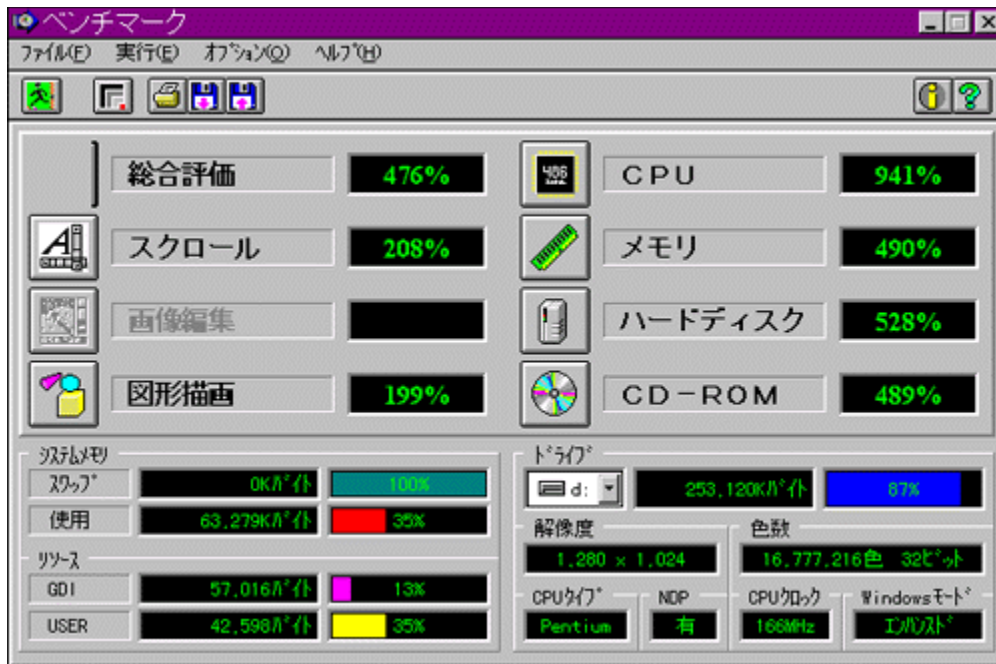 ベンチマーク
ﾌｧｲﾙ(F) 実行(E) ｵﾌﾟｼｮﾝ(O) ﾍﾙﾌﾟ(H)
総合評価 476%
486 CPU 941%
スクロール 208%
メモリ 490%
画像編集
ハードディスク 528%
図形描画 199%
CD-ROM 489%
ｼｽﾃﾑﾒﾓﾘ
ｽﾜｯﾌﾟ 0Kﾊﾞｲﾄ 100%
使用 63,279Kﾊﾞｲﾄ 35%
ﾘｿｰｽ
GDI 57,016ﾊﾞｲﾄ 13%
USER 42,598ﾊﾞｲﾄ 35%
ﾄﾞﾗｲﾌﾞ
d: 253,120Kﾊﾞｲﾄ 87%
解像度 色数
1,280 × 1,024 16,777,216色 32ﾋﾞｯﾄ
CPUﾀｲﾌﾟ NDP CPUｸﾛｯｸ Windowsﾓｰﾄﾞ
Pentium 有 166MHz ｴﾝﾊﾝｽﾄﾞ